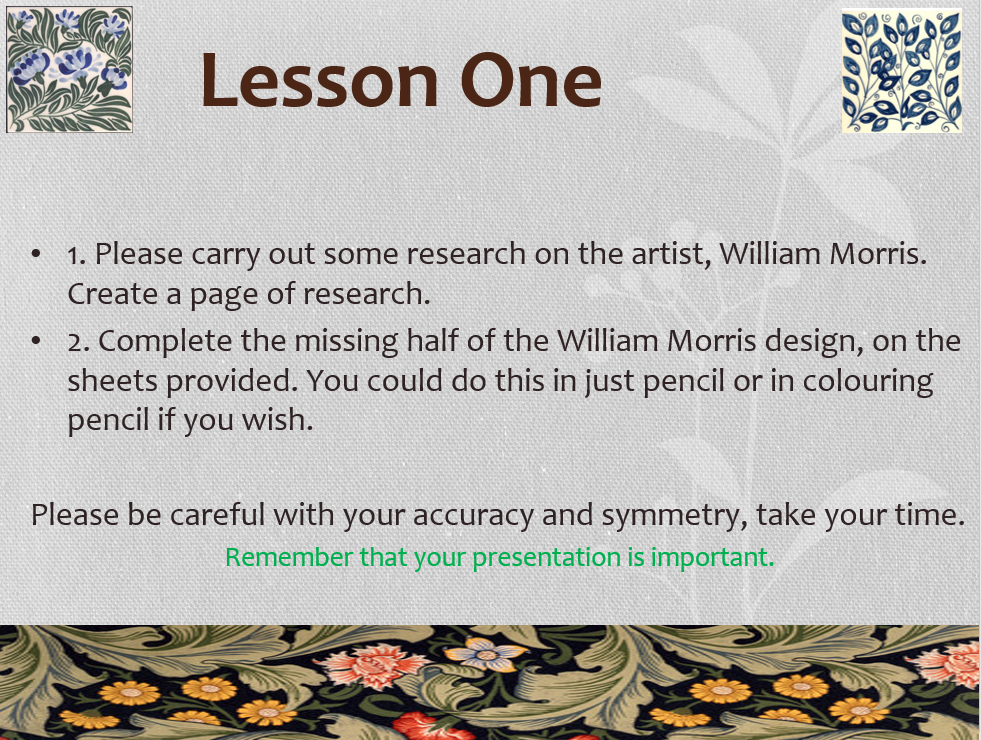 Lesson One
• 1. Please carry out some research on the artist, William Morris.
Create a page of research.
• 2. Complete the missing half of the William Morris design, on the
sheets provided. You could do this in just pencil or in colouring
pencil if you wish.
Please be careful with your accuracy and symmetry, take your time.
Remember that your presentation is important.